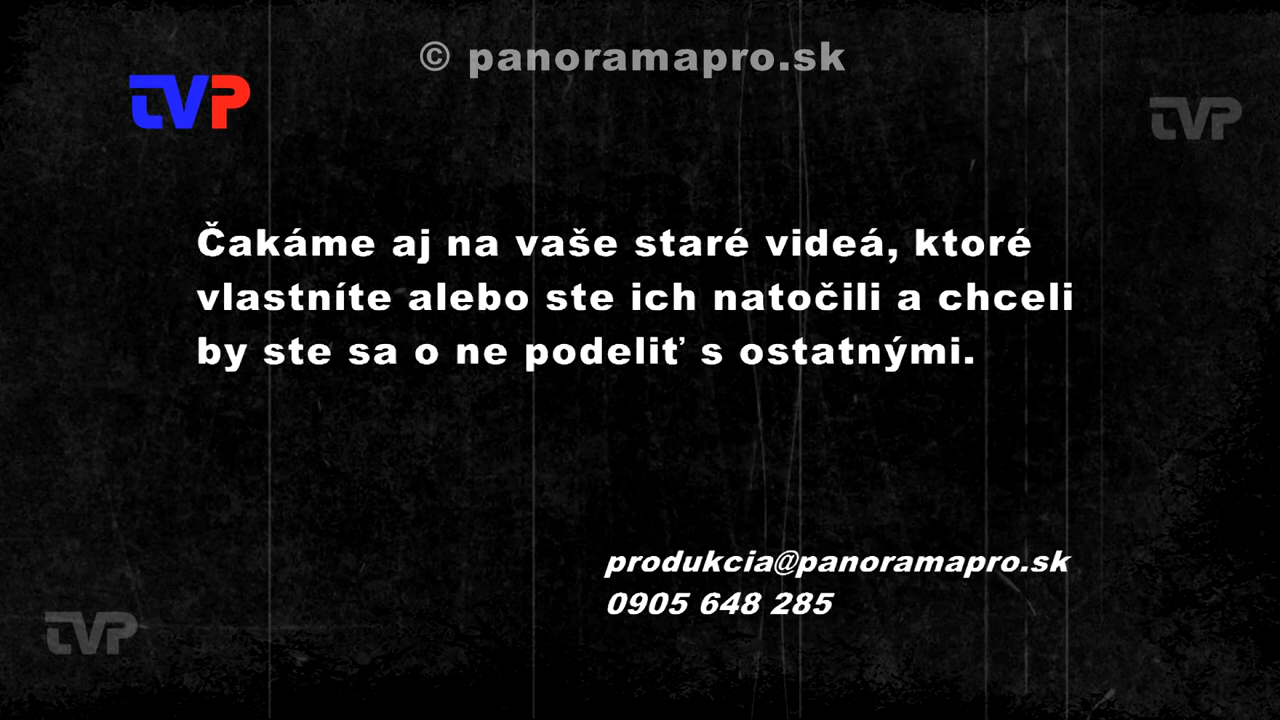 © panoramapro.sk
TVP
TVP
Čakáme aj na vaše staré videá, ktoré
vlastníte alebo ste ich natočili a chceli
by ste sa o ne podeliť s ostatnými.
produkcia@panoramapro.sk
0905 648 285
TVP